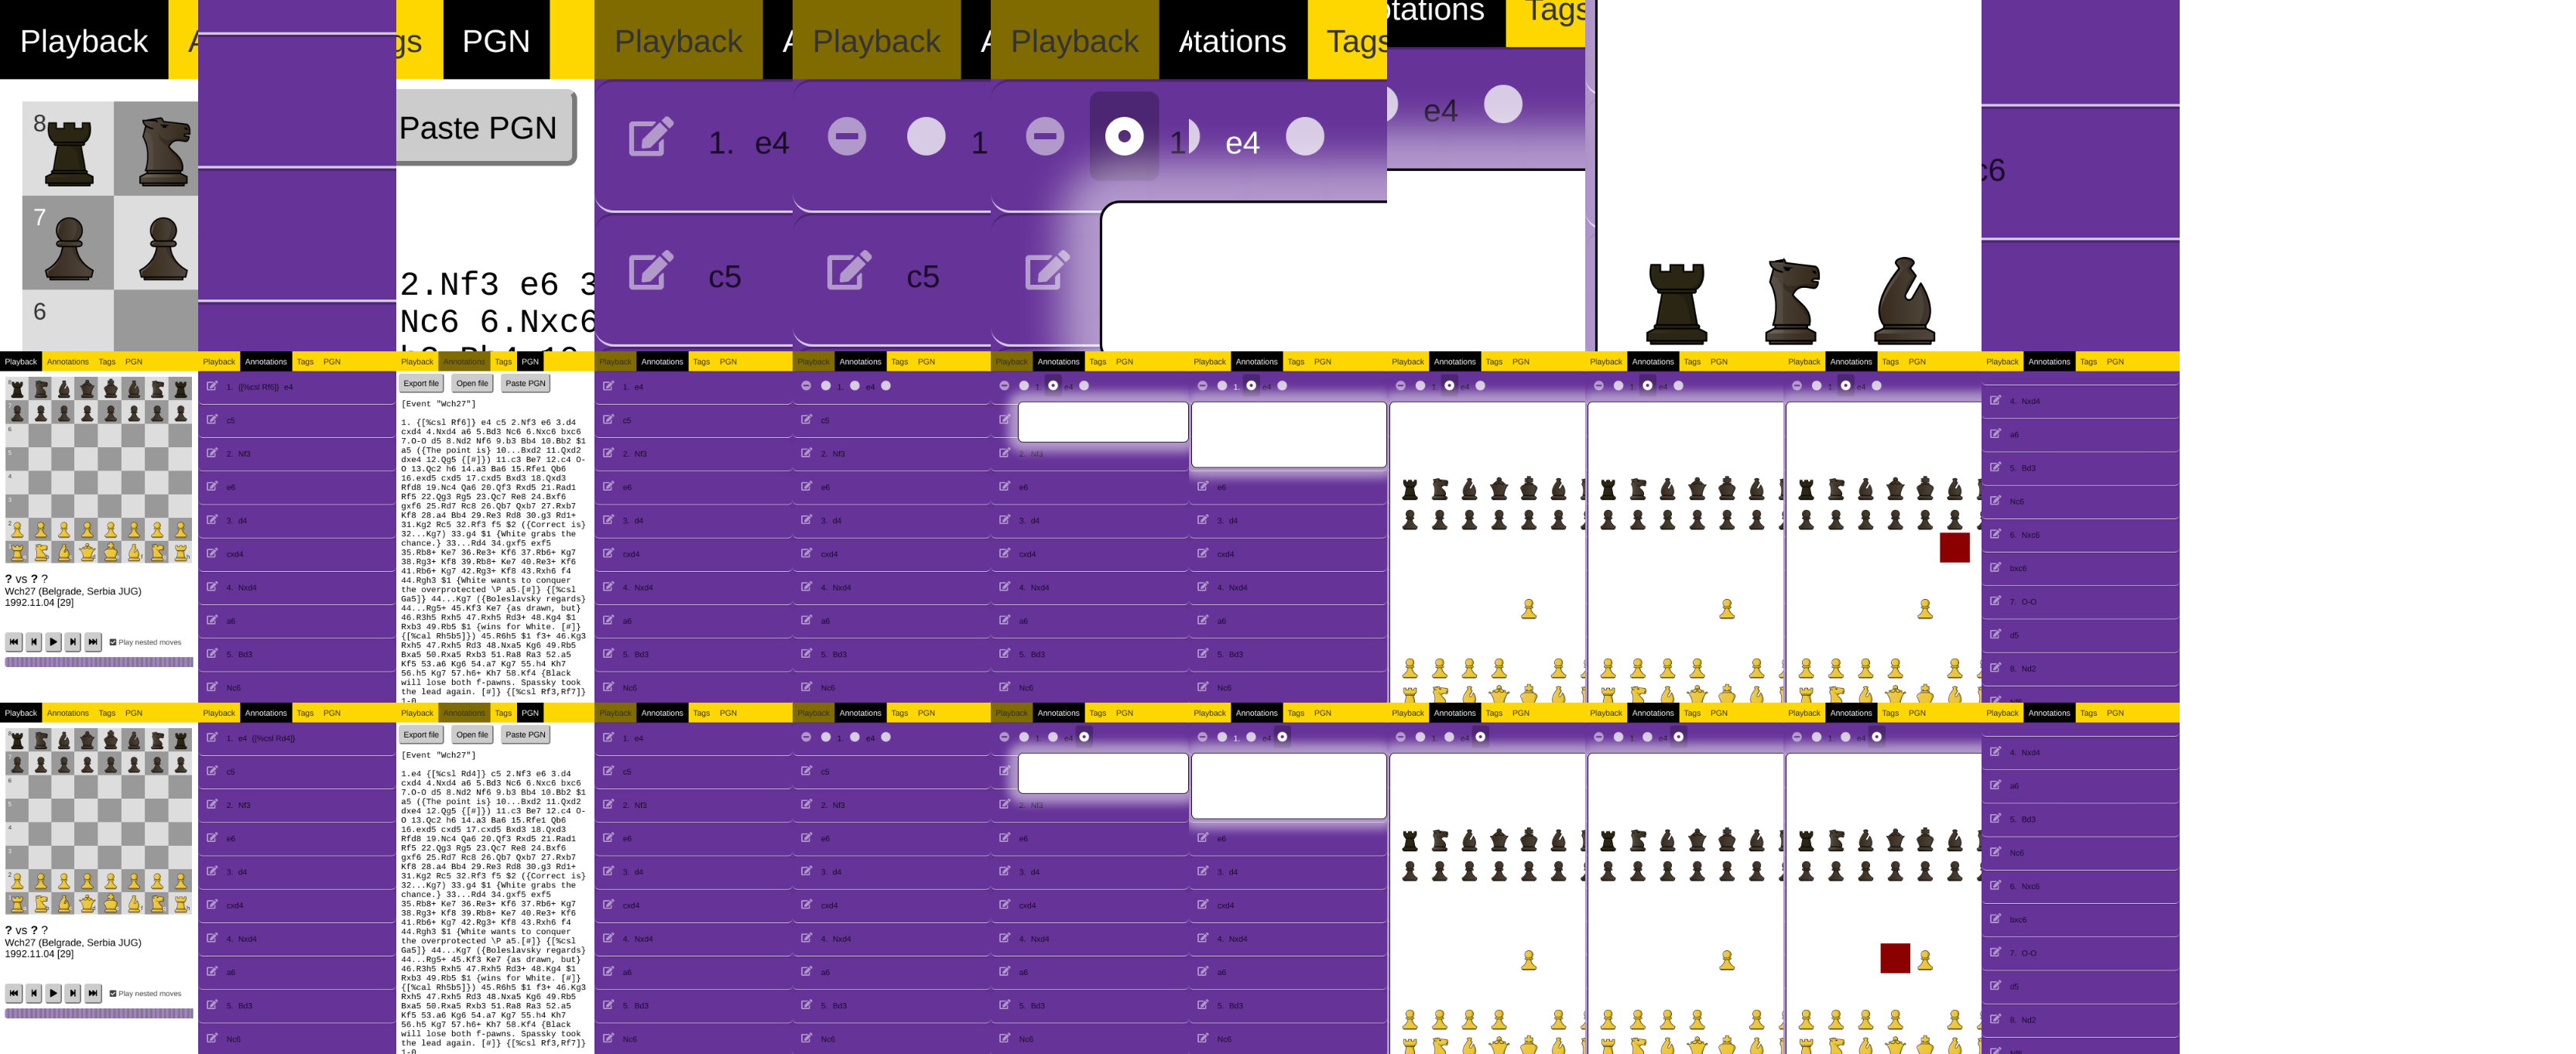 Playback
gs PGN
Playback
Playback
Playback
tations Tags
tations Tags
8
7
6
Paste PGN
2.Nf3 e6 3
Nc6 6.Nxc6
1. e4
c5
1
c5
1
e4
e4
c6
Playback Annotations Tags PGN
? vs ? ?
Wch27 (Belgrade, Serbia JUG)
1992.11.04 [29]
Play nested moves
Playback Annotations Tags PGN
1. {[%csl Rf6]} e4
c5
2. Nf3
e6
3. d4
cxd4
4. Nxd4
a6
5. Bd3
Nc6
Playback Annotations Tags PGN
Export file Open file Paste PGN
[Event "Wch27"]
1. {[%csl Rf6]} e4 c5 2.Nf3 e6 3.d4
cxd4 4.Nxd4 a6 5.Bd3 Nc6 6.Nxc6 bxc6
7.O-O d5 8.Nd2 Nf6 9.b3 Bb4 10.Bb2 $1
a5 ({The point is} 10...Bxd2 11.Qxd2
dxe4 12.Qg5 {[#]}) 11.c3 Be7 12.c4 O-
O 13.Qc2 h6 14.a3 Ba6 15.Rfe1 Qb6
16.exd5 cxd5 17.cxd5 Bxd3 18.Qxd3
Rfd8 19.Nc4 Qa6 20.Qf3 Rxd5 21.Rad1
Rf5 22.Qg3 Rg5 23.Qc7 Re8 24.Bxf6
gxf6 25.Rd7 Rc8 26.Qb7 Qxb7 27.Rxb7
Kf8 28.a4 Bb4 29.Re3 Rd8 30.g3 Rd1+
31.Kg2 Rc5 32.Rf3 f5 $2 ({Correct is}
32...Kg7) 33.g4 $1 {White grabs the
chance.} 33...Rd4 34.gxf5 exf5
35.Rb8+ Ke7 36.Re3+ Kf6 37.Rb6+ Kg7
38.Rg3+ Kf8 39.Rb8+ Ke7 40.Re3+ Kf6
41.Rb6+ Kg7 42.Rg3+ Kf8 43.Rxh6 f4
44.Rgh3 $1 {White wants to conquer
the overprotected \P a5.[#]} {[%csl
Ga5]} 44...Kg7 ({Boleslavsky regards}
44...Rg5+ 45.Kf3 Ke7 {as drawn, but}
46.R3h5 Rxh5 47.Rxh5 Rd3+ 48.Kg4 $1
Rxb3 49.Rb5 $1 {wins for White. [#]}
{[%cal Rh5b5]}) 45.R6h5 $1 f3+ 46.Kg3
Rxh5 47.Rxh5 Rd3 48.Nxa5 Kg6 49.Rb5
Bxa5 50.Rxa5 Rxb3 51.Ra8 Ra3 52.a5
Kf5 53.a6 Kg6 54.a7 Kg7 55.h4 Kh7
56.h5 Kg7 57.h6+ Kh7 58.Kf4 {Black
will lose both f-pawns. Spassky took
the lead again. [#]} {[%csl Rf3,Rf7]}
1-0
Playback Annotations Tags PGN
1. e4
c5
2. Nf3
e6
3. d4
cxd4
4. Nxd4
a6
5. Bd3
Nc6
Playback Annotations Tags PGN
1. e4
c5
2. Nf3
e6
3. d4
cxd4
4. Nxd4
a6
5. Bd3
Nc6
Playback Annotations Tags PGN
1. e4
2. Nf3
e6
3. d4
cxd4
4. Nxd4
a6
5. Bd3
Nc6
Playback Annotations Tags PGN
1. e4
e6
3. d4
cxd4
4. Nxd4
a6
5. Bd3
Nc6
Playback Annotations Tags PGN
1. e4
Playback Annotations Tags PGN
1. e4
Playback Annotations Tags PGN
1. e4
Playback Annotations Tags PGN
4. Nxd4
a6
5. Bd3
Nc6
6. Nxc6
bxc6
7. O-O
d5
8. Nd2
Playback Annotations Tags PGN
? vs ? ?
Wch27 (Belgrade, Serbia JUG)
1992.11.04 [29]
Play nested moves
Playback Annotations Tags PGN
1. e4 {[%csl Rd4]}
c5
2. Nf3
e6
3. d4
cxd4
4. Nxd4
a6
5. Bd3
Nc6
Playback Annotations Tags PGN
Export file Open file Paste PGN
[Event "Wch27"]
1.e4 {[%csl Rd4]} c5 2.Nf3 e6 3.d4
cxd4 4.Nxd4 a6 5.Bd3 Nc6 6.Nxc6 bxc6
7.O-O d5 8.Nd2 Nf6 9.b3 Bb4 10.Bb2 $1
a5 ({The point is} 10...Bxd2 11.Qxd2
dxe4 12.Qg5 {[#]}) 11.c3 Be7 12.c4 O-
O 13.Qc2 h6 14.a3 Ba6 15.Rfe1 Qb6
16.exd5 cxd5 17.cxd5 Bxd3 18.Qxd3
Rfd8 19.Nc4 Qa6 20.Qf3 Rxd5 21.Rad1
Rf5 22.Qg3 Rg5 23.Qc7 Re8 24.Bxf6
gxf6 25.Rd7 Rc8 26.Qb7 Qxb7 27.Rxb7
Kf8 28.a4 Bb4 29.Re3 Rd8 30.g3 Rd1+
31.Kg2 Rc5 32.Rf3 f5 $2 ({Correct is}
32...Kg7) 33.g4 $1 {White grabs the
chance.} 33...Rd4 34.gxf5 exf5
35.Rb8+ Ke7 36.Re3+ Kf6 37.Rb6+ Kg7
38.Rg3+ Kf8 39.Rb8+ Ke7 40.Re3+ Kf6
41.Rb6+ Kg7 42.Rg3+ Kf8 43.Rxh6 f4
44.Rgh3 $1 {White wants to conquer
the overprotected \P a5.[#]} {[%csl
Ga5]} 44...Kg7 ({Boleslavsky regards}
44...Rg5+ 45.Kf3 Ke7 {as drawn, but}
46.R3h5 Rxh5 47.Rxh5 Rd3+ 48.Kg4 $1
Rxb3 49.Rb5 $1 {wins for White. [#]}
{[%cal Rh5b5]}) 45.R6h5 $1 f3+ 46.Kg3
Rxh5 47.Rxh5 Rd3 48.Nxa5 Kg6 49.Rb5
Bxa5 50.Rxa5 Rxb3 51.Ra8 Ra3 52.a5
Kf5 53.a6 Kg6 54.a7 Kg7 55.h4 Kh7
56.h5 Kg7 57.h6+ Kh7 58.Kf4 {Black
will lose both f-pawns. Spassky took
the lead again. [#]} {[%csl Rf3,Rf7]}
1-0
Playback Annotations Tags PGN
1. e4
c5
2. Nf3
e6
3. d4
cxd4
4. Nxd4
a6
5. Bd3
Nc6
Playback Annotations Tags PGN
1. e4
c5
2. Nf3
e6
3. d4
cxd4
4. Nxd4
a6
5. Bd3
Nc6
Playback Annotations Tags PGN
1. e4
2. Nf3
e6
3. d4
cxd4
4. Nxd4
a6
5. Bd3
Nc6
Playback Annotations Tags PGN
1. e4
e6
3. d4
cxd4
4. Nxd4
a6
5. Bd3
Nc6
Playback Annotations Tags PGN
1. e4
Playback Annotations Tags PGN
1. e4
Playback Annotations Tags PGN
1. e4
Playback Annotations Tags PGN
4. Nxd4
a6
5. Bd3
Nc6
6. Nxc6
bxc6
7. O-O
d5
8. Nd2